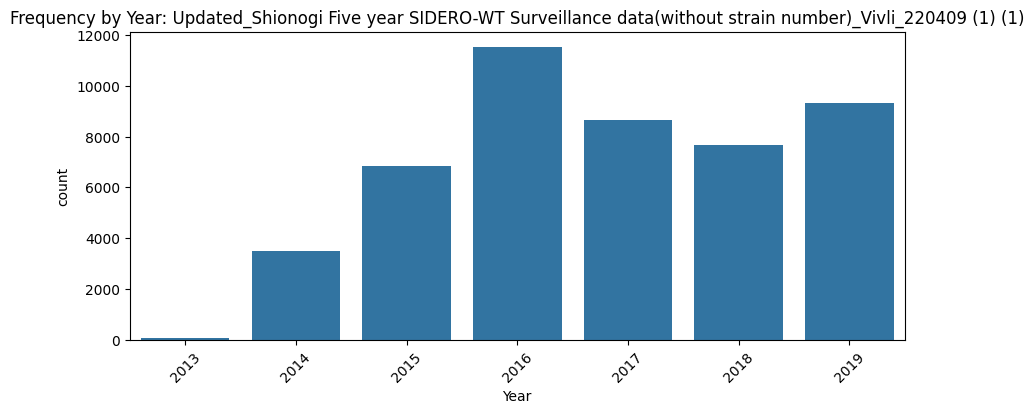 Frequency by Year: Updated_Shionogi Five year SIDERO-WT Surveillance data(without strain number)_Vivli_220409 (1) (1)
12000
10000
8000
6000
4000
2000
0
count
2013 2014 2015 2016 2017 2018 2019
Year